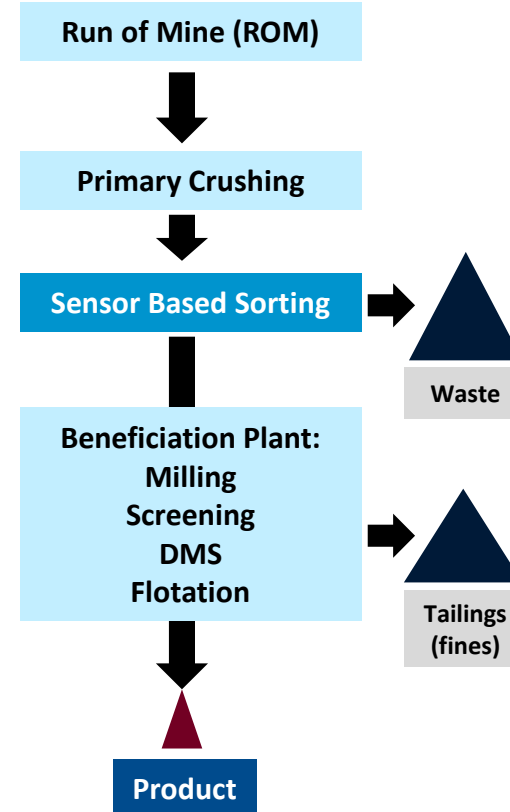 Run of Mine (ROM)
Primary Crushing
Sensor Based Sorting
Waste
Beneficiation Plant:
Milling
Screening
DMS
Flotation
Tailings
(fines)
Product